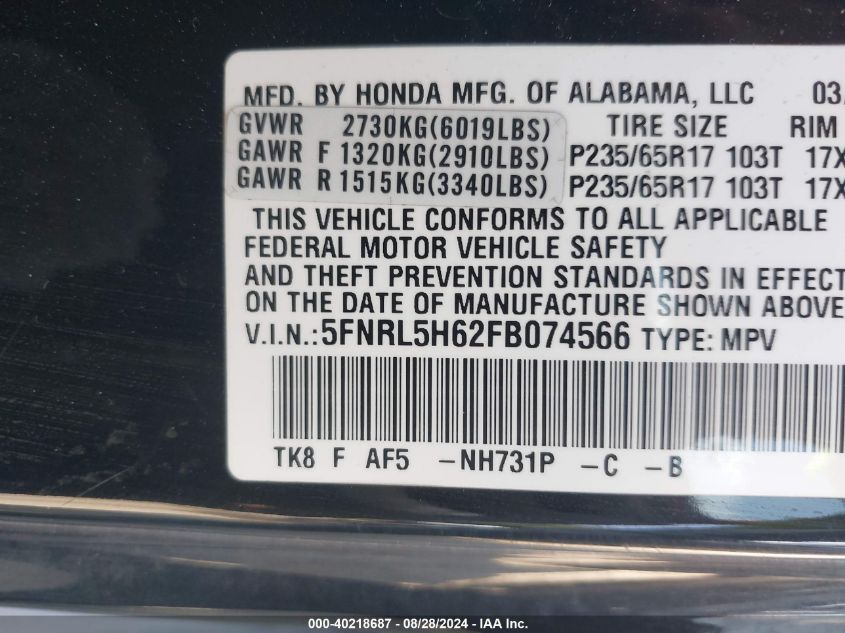 MFD. BY HONDA MFG. OF ALABAMA, LLC 03
GVWR 2730KG(6019LBS) TIRE SIZE RIM
GAWR F 1320KG(2910LBS) P235/65R17 103T 17X
GAWR R 1515KG(3340LBS) P235/65R17 103T 17X
THIS VEHICLE CONFORMS TO ALL APPLICABLE
FEDERAL MOTOR VEHICLE SAFETY
AND THEFT PREVENTION STANDARDS IN EFFECT
ON THE DATE OF MANUFACTURE SHOWN ABOVE
V.I.N.:5FNRL5H62FB074566 TYPE: MPV
TK8 F AF5 -NH731P -C -B
000-40218687 - 08/28/2024 - IAA Inc.